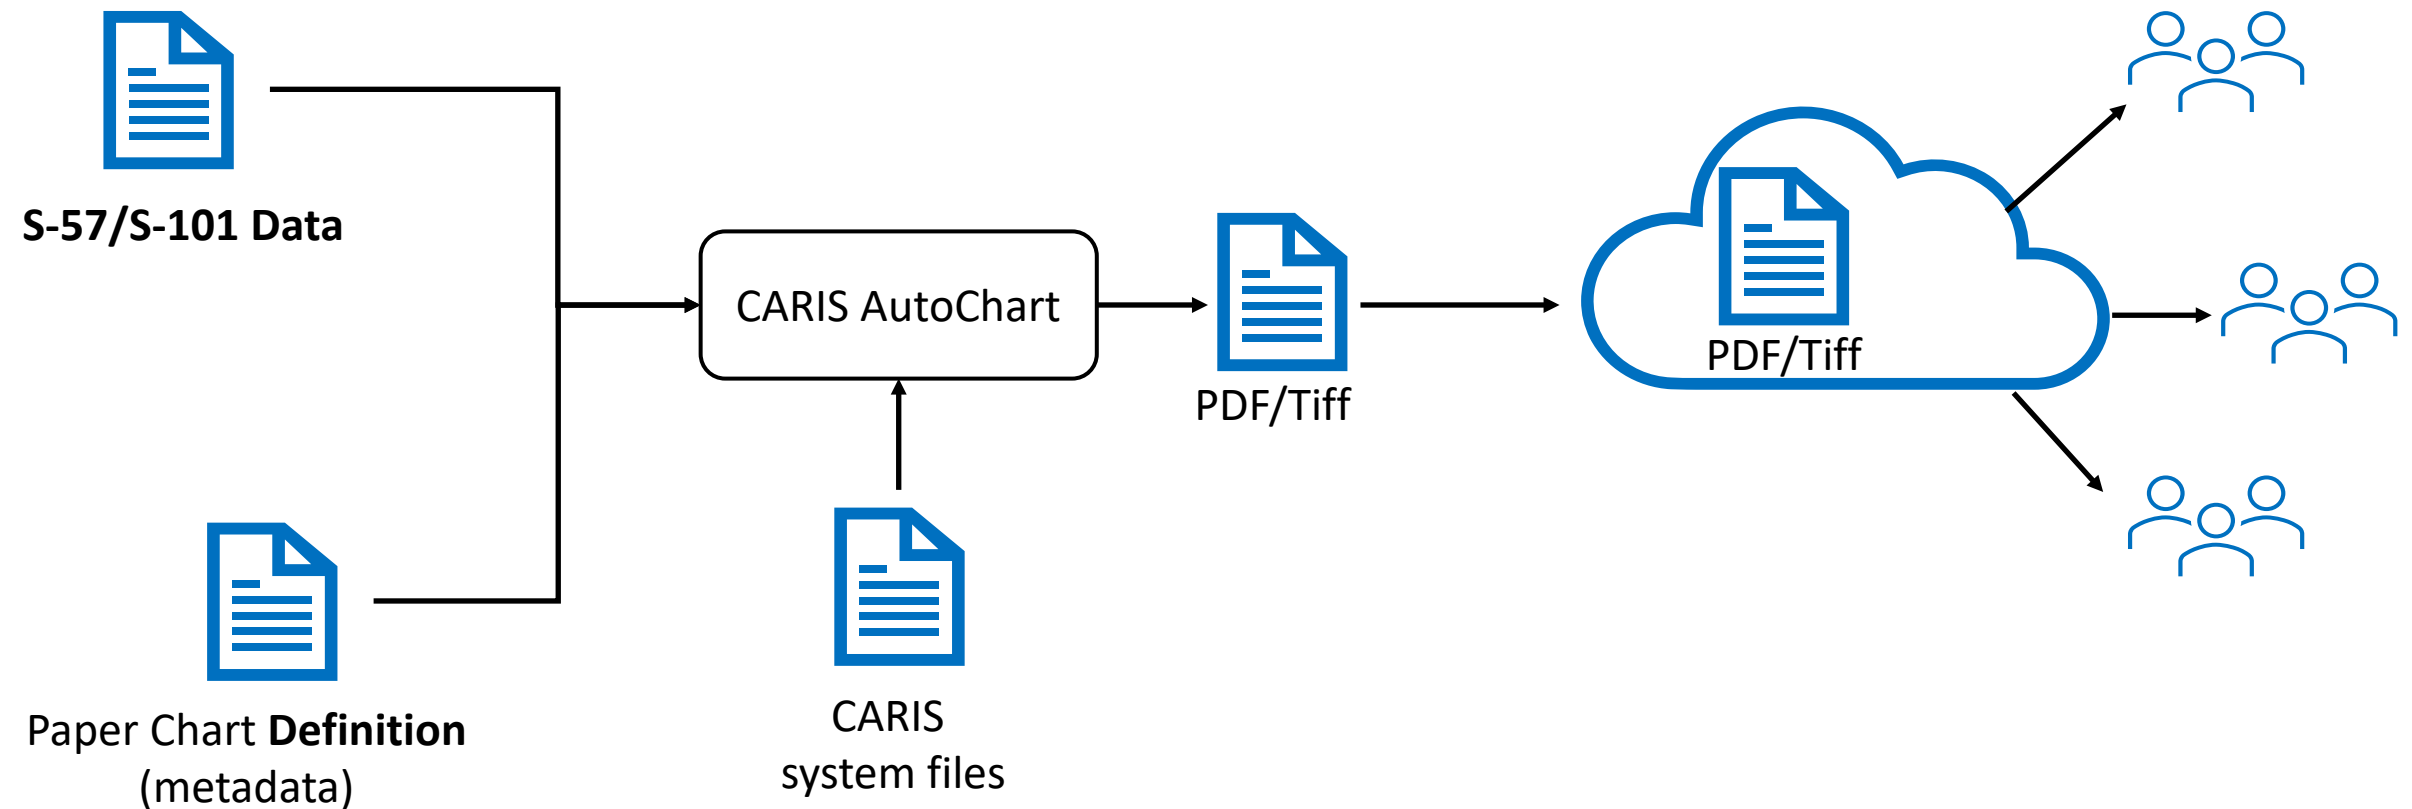 S-57/S-101 Data
CARIS AutoChart
PDF/Tiff
PDF/Tiff
Paper Chart Definition
(metadata)
CARIS
system files